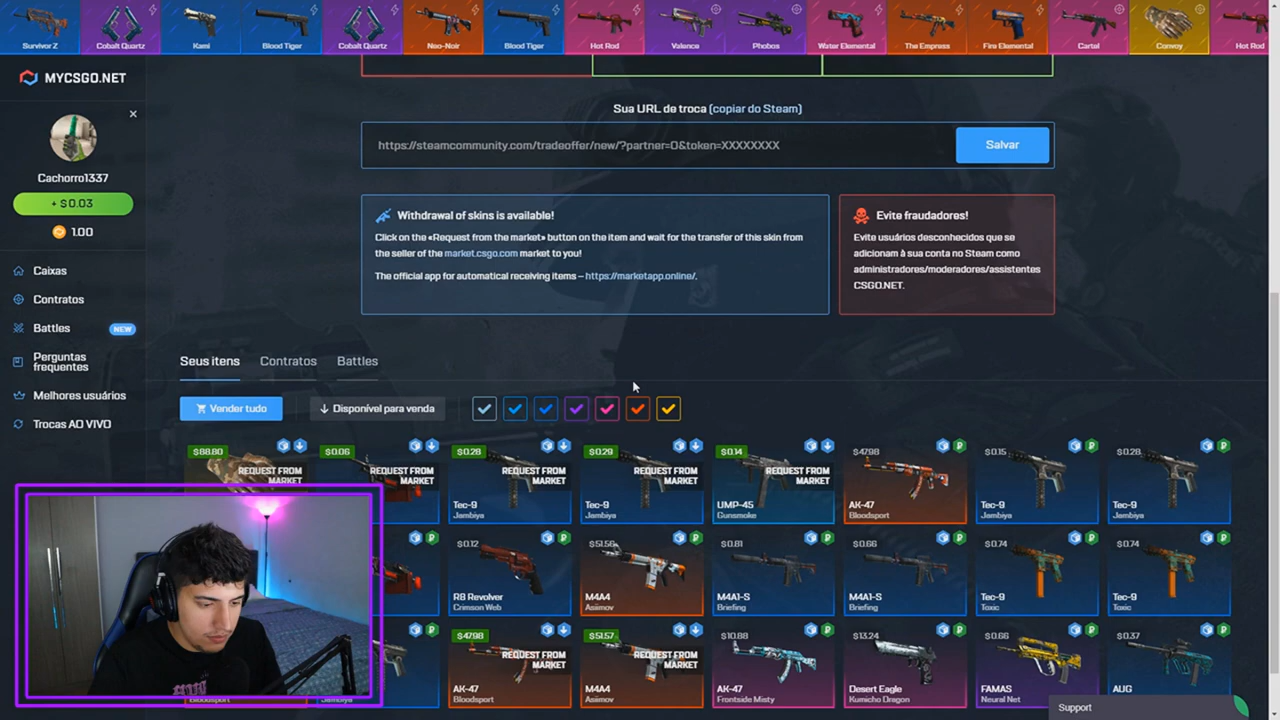 Survivor Z
Cobalt Quartz
Kami
Blood Tiger
Cobalt Quartz
Neo-Noir
Blood Tiger
Hot Rod
Valence
Phobos
Water Elemental
The Empress
Fire Elemental
Cartel
Convoy
Hot Rod
MYCSGO.NET
Cachorro1337
+ $0.03
1.00
Caixas
Contratos
Battles NEW
Perguntas
frequentes
Melhores usuários
Trocas AO VIVO
Sua URL de troca (copiar do Steam)
https://steamcommunity.com/tradeoffer/new/?partner=0&token=XXXXXXXX
Salvar
Withdrawal of skins is available!
Click on the «Request from the market» button on the item and wait for the transfer of this skin from
the seller of the market.csgo.com market to you!
The official app for automatical receiving items – https://marketapp.online/.
Evite fraudadores!
Evite usuários desconhecidos que se
adicionam à sua conta no Steam como
administradores/moderadores/assistentes
CSGO.NET.
Seus itens Contratos Battles
Vender tudo
Disponível para venda
$88.80
REQUEST FROM
MARKET
$0.06
REQUEST FROM
MARKET
$0.28
REQUEST FROM
MARKET
Tec-9
Jambiya
$0.29
REQUEST FROM
MARKET
Tec-9
Jambiya
$0.14
REQUEST FROM
MARKET
UMP-45
Gunsmoke
$47.98
AK-47
Bloodsport
$0.15
Tec-9
Jambiya
$0.28
Tec-9
Jambiya
$0.12
R8 Revolver
Crimson Web
$51.56
M4A4
Asiimov
$0.81
M4A1-S
Briefing
$0.66
M4A1-S
Briefing
$0.74
Tec-9
Toxic
$0.74
Tec-9
Toxic
Bloodsport
Jambiya
$47.98
REQUEST FROM
MARKET
AK-47
Bloodsport
$51.57
REQUEST FROM
MARKET
M4A4
Asiimov
$10.88
AK-47
Frontside Misty
$13.24
Desert Eagle
Kumicho Dragon
$0.66
FAMAS
Neural Net
$0.37
AUG
Support